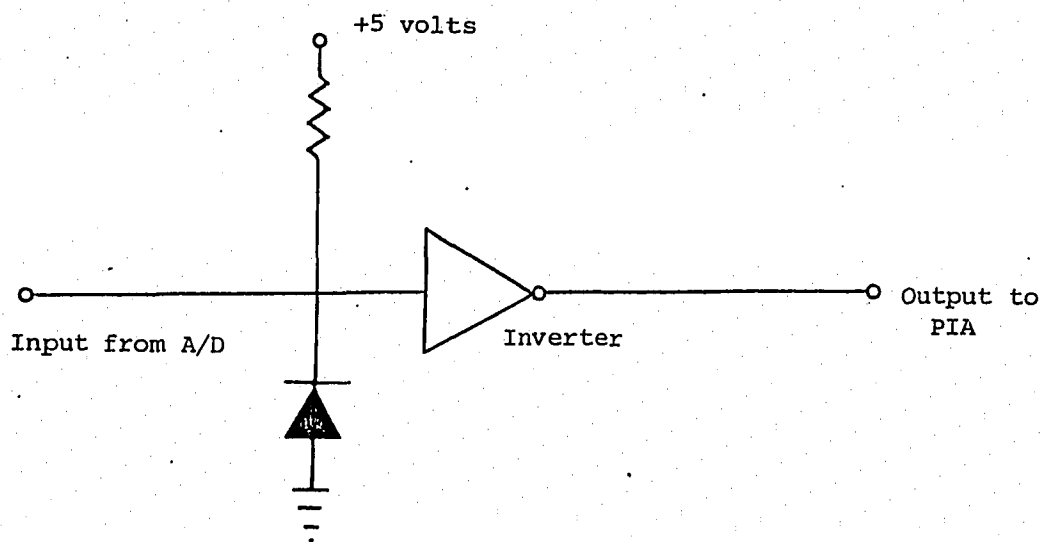 +5 volts
Input from A/D
Inverter
Output to
PIA